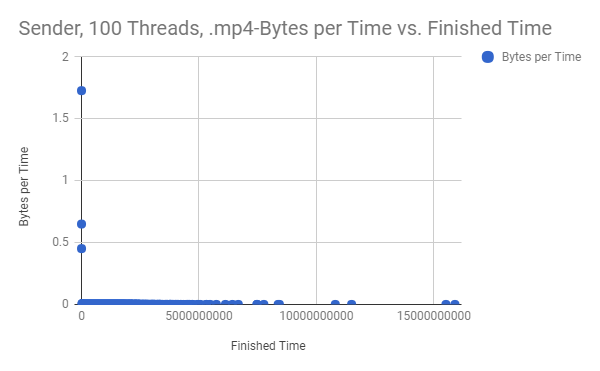 Sender, 100 Threads, .mp4-Bytes per Time vs. Finished Time
Bytes per Time
2
1.5
1
0.5
0
Bytes per Time
0
5000000000
10000000000
15000000000
Finished Time